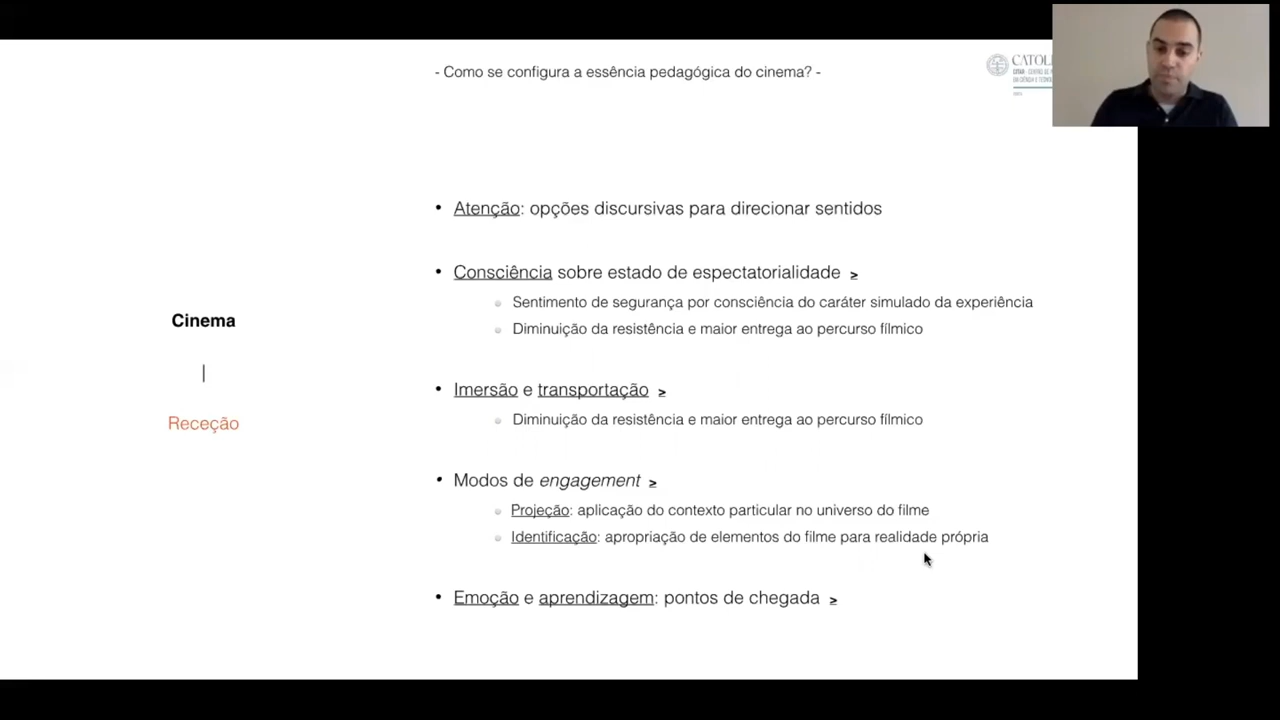 - Como se configura a essência pedagógica do cinema? -
CITAR
• Atenção: opções discursivas para direcionar sentidos
• Consciência sobre estado de espectatorialidade ≥
Sentimento de segurança por consciência do caráter simulado da experiência
Diminuição da resistência e maior entrega ao percurso fílmico
Cinema
|
Receção
• Imersão e transportação ≥
Diminuição da resistência e maior entrega ao percurso fílmico
• Modos de engagement ≥
Projeção: aplicação do contexto particular no universo do filme
Identificação: apropriação de elementos do filme para realidade própria
• Emoção e aprendizagem: pontos de chegada ≥